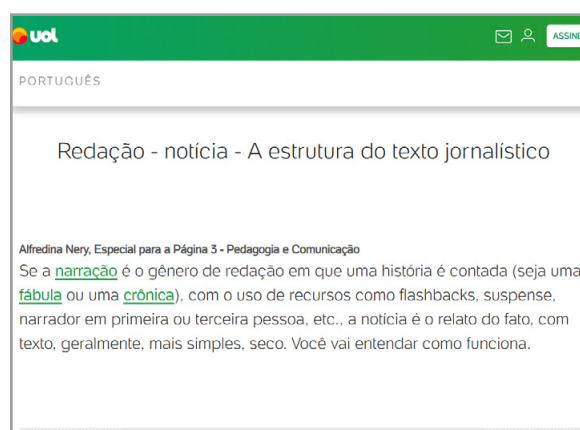 uol
ASSINE
PORTUGUÊS
Redação - notícia - A estrutura do texto jornalístico
Alfredina Nery, Especial para a Página 3 - Pedagogia e Comunicação
Se a narração é o gênero de redação em que uma história é contada (seja uma
fábula ou uma crônica), com o uso de recursos como flashbacks, suspense,
narrador em primeira ou terceira pessoa, etc., a notícia é o relato do fato, com
texto, geralmente, mais simples, seco. Você vai entendar como funciona.